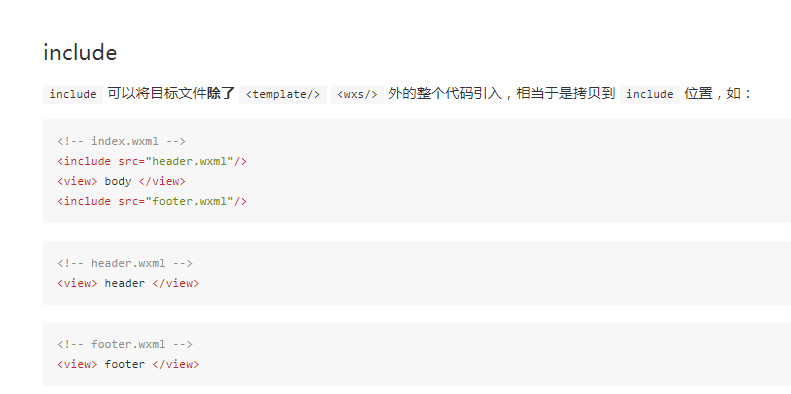 include
include 可以将目标文件除了 <template/> <wxs/> 外的整个代码引入，相当于是拷贝到 include 位置，如：
<!-- index.wxml -->
<include src="header.wxml"/>
<view> body </view>
<include src="footer.wxml"/>
<!-- header.wxml -->
<view> header </view>
<!-- footer.wxml -->
<view> footer </view>